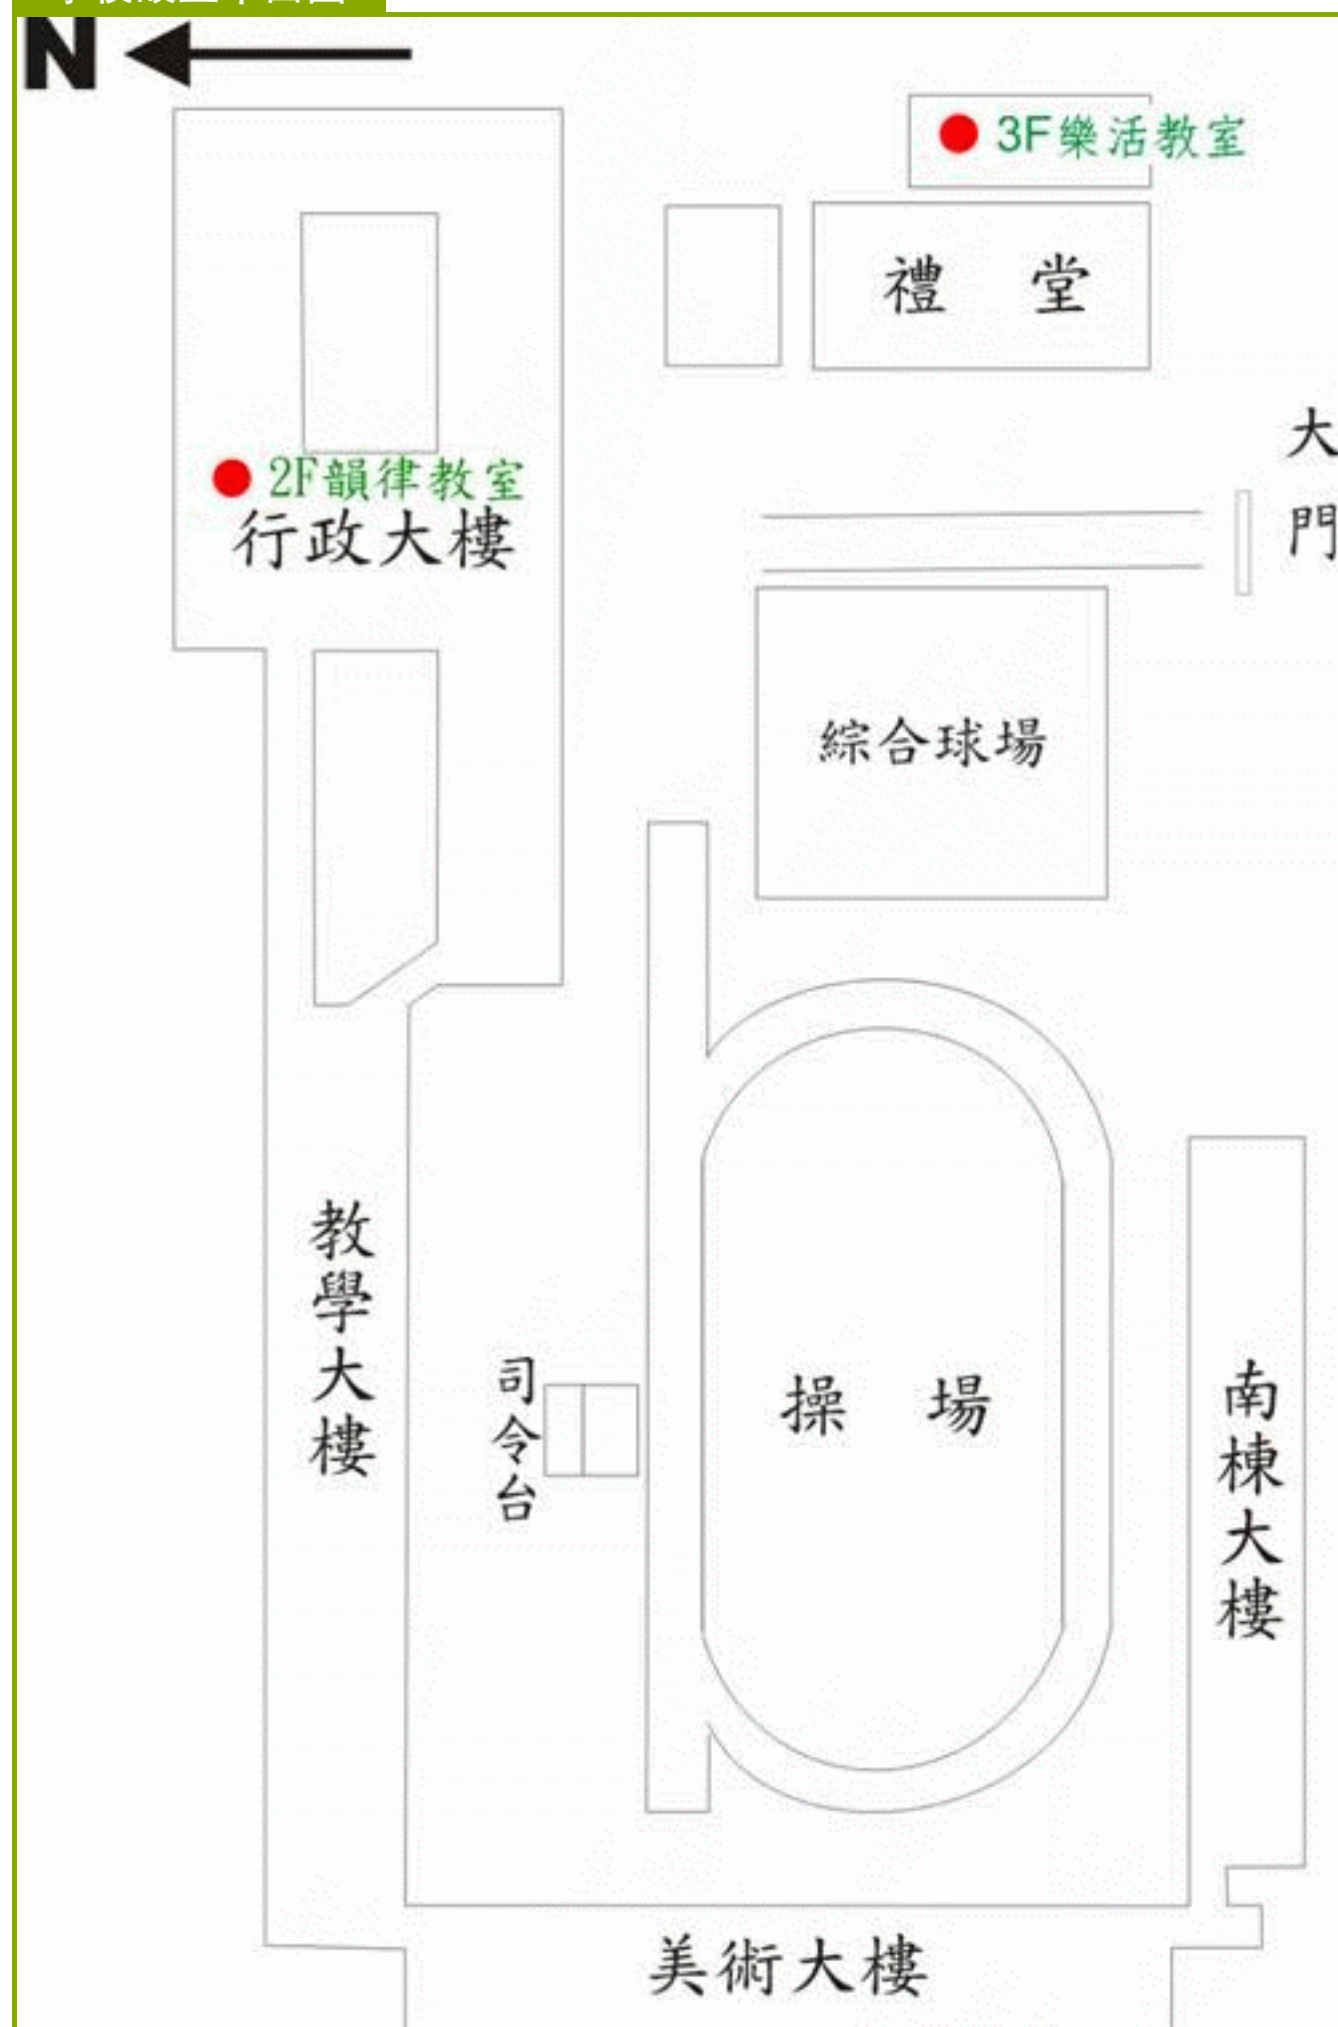 N
3F樂活教室
禮 堂
大門
2F韻律教室
行政大樓
綜合球場
教學大樓
司令台
操 場
南棟大樓
美術大樓